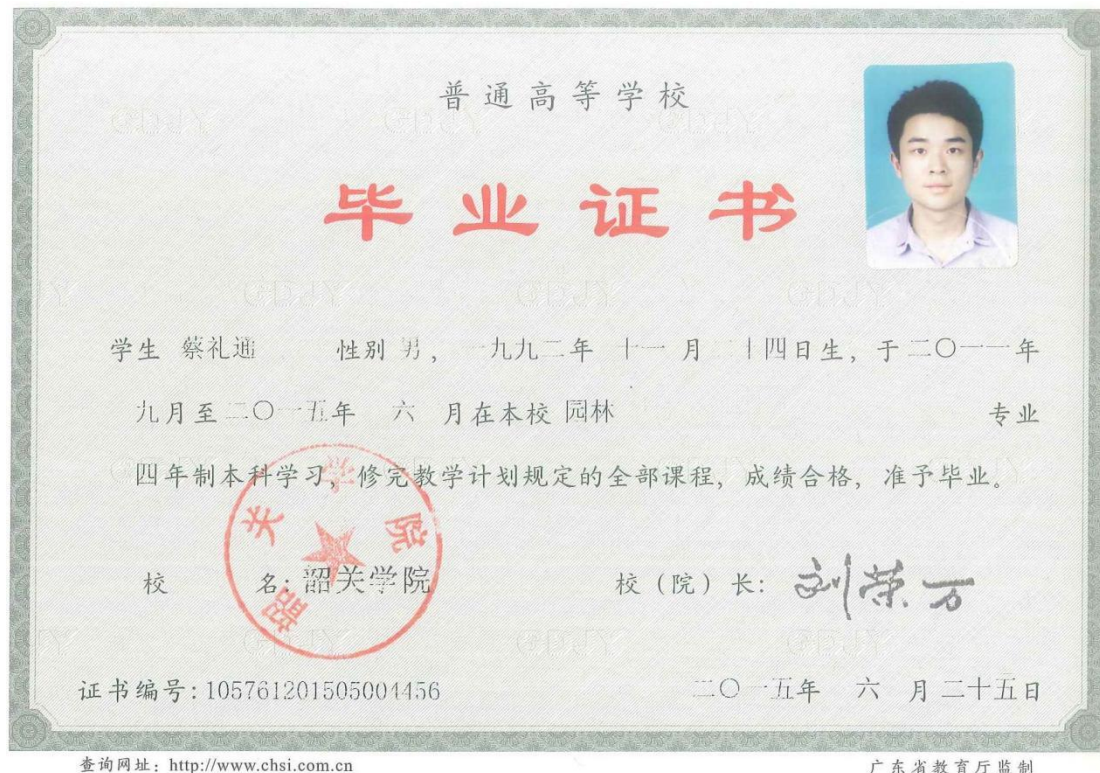 普通高等学校
毕业证书
学生 蔡礼通 性别 男, 一九九二年 十一 月二十四日生, 于二〇一一年
九月至二〇一五年 六 月在本校 园林 专业
四年制本科学习, 修完教学计划规定的全部课程, 成绩合格, 准予毕业。
校 名: 韶关学院 校 (院) 长: 刘荣万
韶关学院
证书编号: 105761201505004456 二〇一五年 六 月二十五日
查询网址: http://www.chsi.com.cn 广东省教育厅监制
GDJY